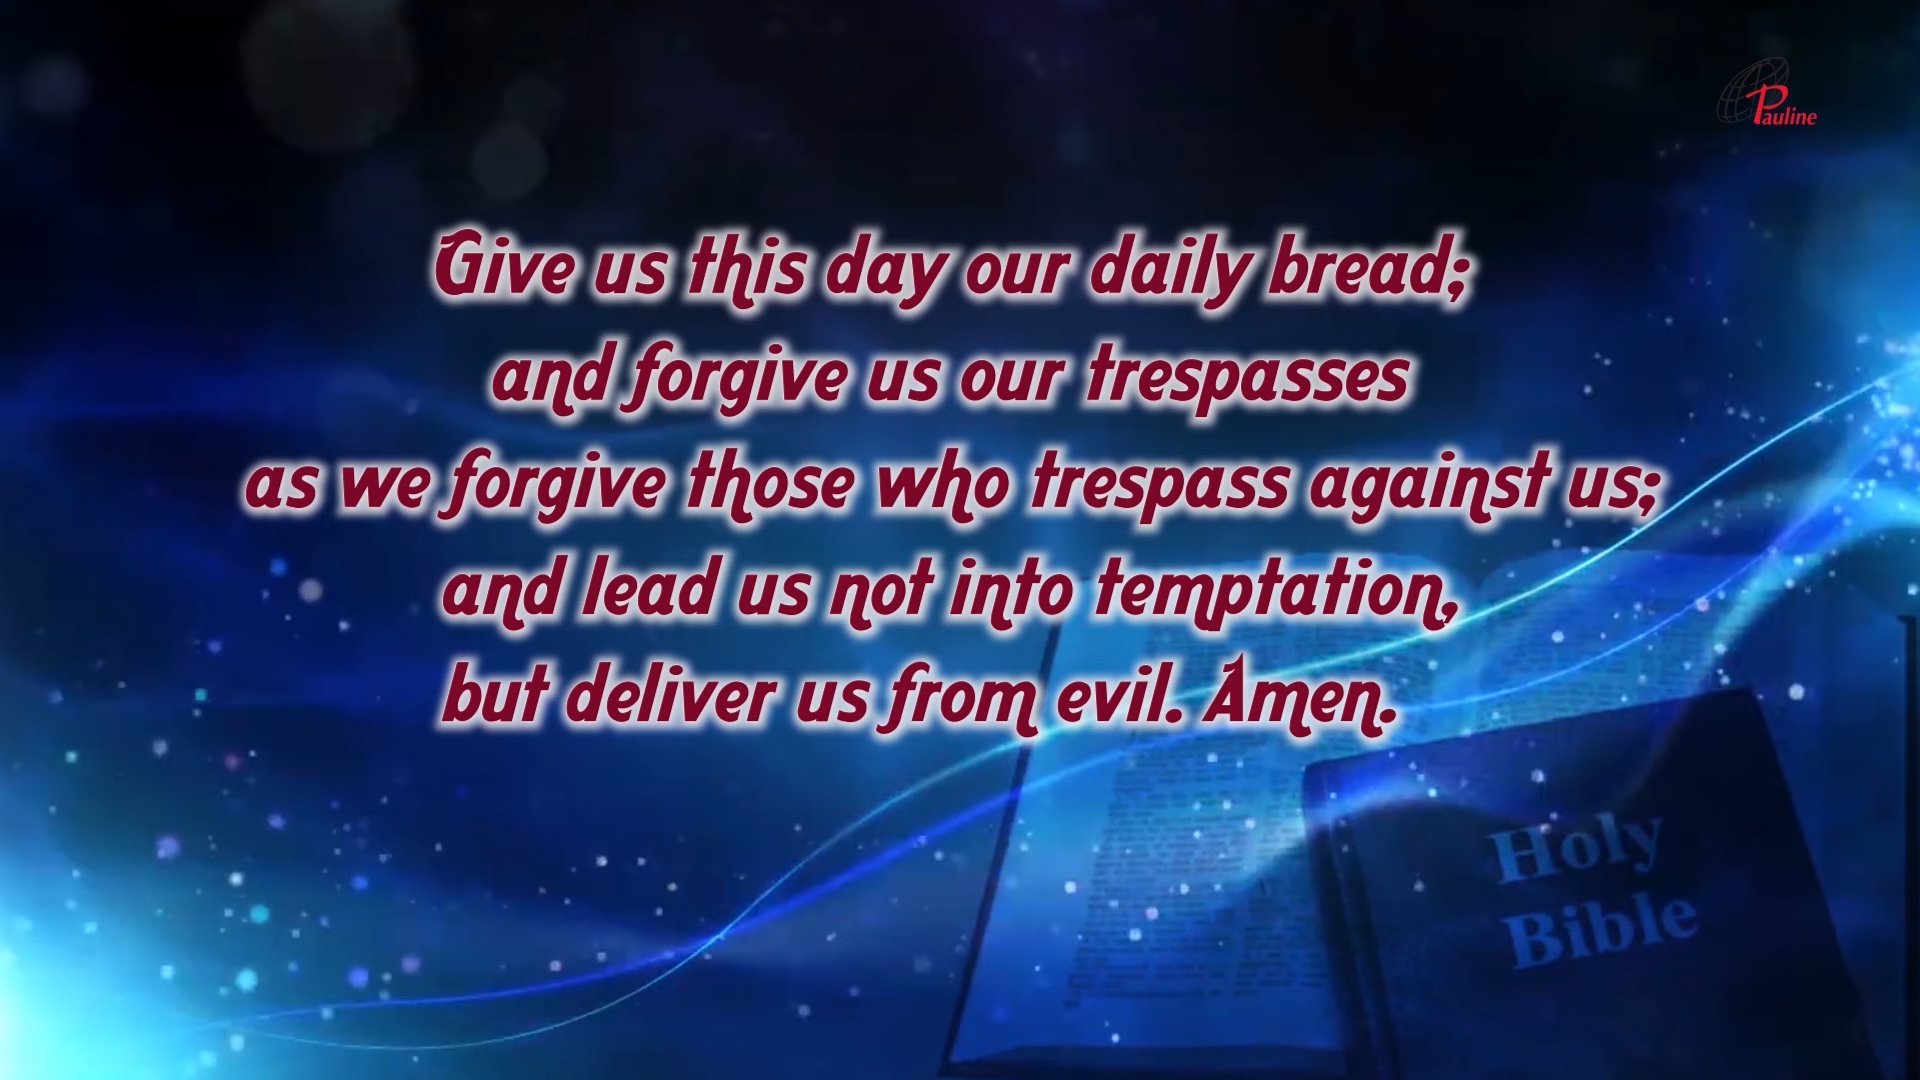 Pauline
Give us this day our daily bread;
and forgive us our trespasses
as we forgive those who trespass against us;
and lead us not into temptation,
but deliver us from evil. Amen.
Holy
Bible